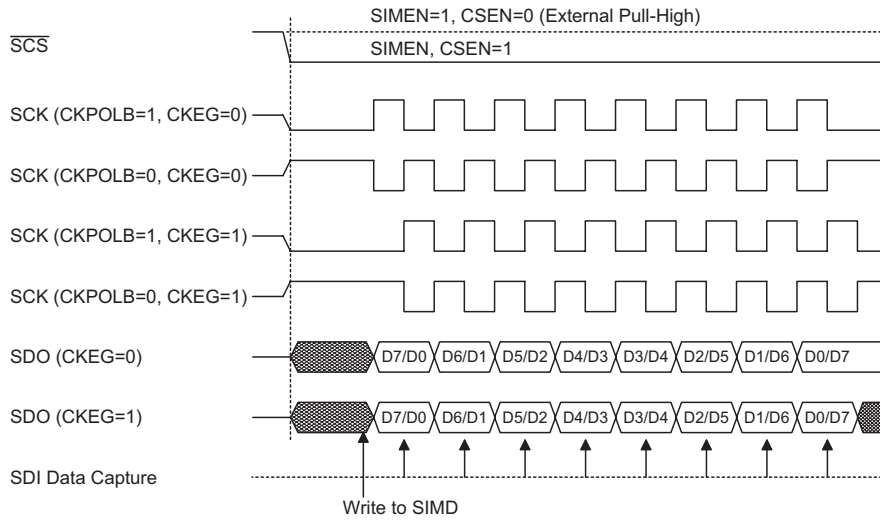 SIMEN=1, CSEN=0 (External Pull-High)
SCS
SIMEN, CSEN=1
SCK (CKPOLB=1, CKEG=0)
SCK (CKPOLB=0, CKEG=0)
SCK (CKPOLB=1, CKEG=1)
SCK (CKPOLB=0, CKEG=1)
SDO (CKEG=0) D7/D0 D6/D1 D5/D2 D4/D3 D3/D4 D2/D5 D1/D6 D0/D7
SDO (CKEG=1) D7/D0 D6/D1 D5/D2 D4/D3 D3/D4 D2/D5 D1/D6 D0/D7
SDI Data Capture
Write to SIMD